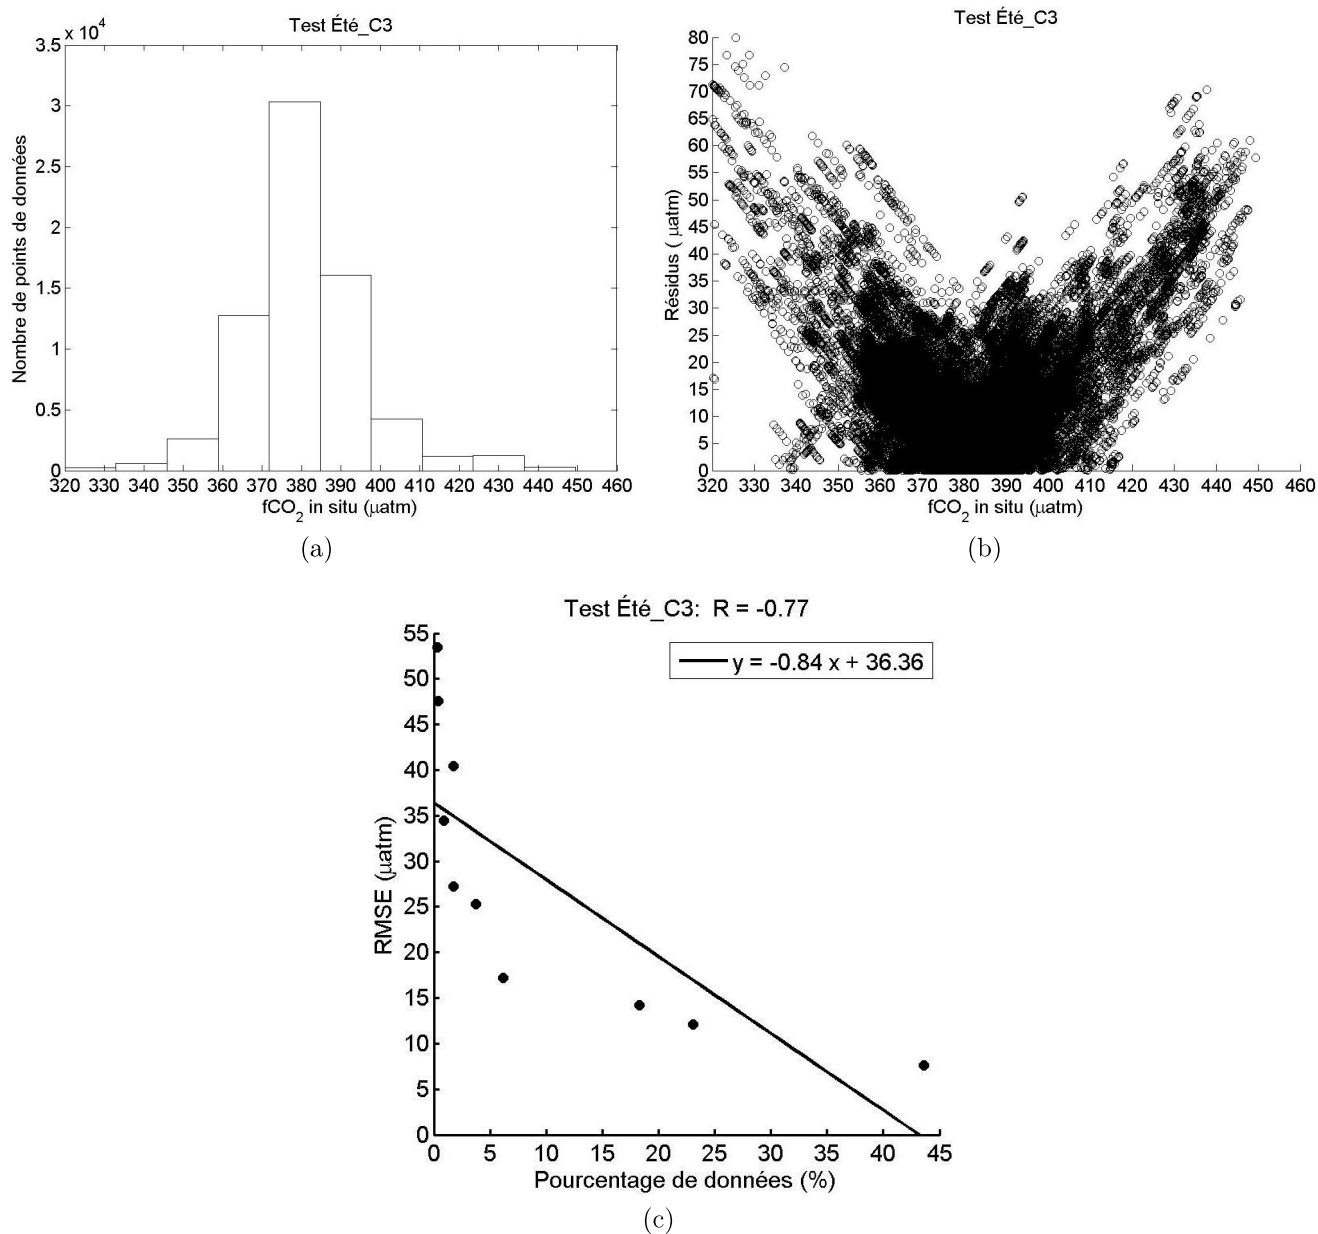 Test Été_C3
x 10⁴
3.5
3
2.5
2
1.5
1
0.5
0
Nombre de points de données
320 330 340 350 360 370 380 390 400 410 420 430 440 450 460
fCO₂ in situ (µatm)
(a)
Test Été_C3
80
75
70
65
60
55
50
45
40
35
30
25
20
15
10
5
0
Résidus ( µatm)
320 330 340 350 360 370 380 390 400 410 420 430 440 450 460
fCO₂ in situ (µatm)
(b)
Test Été_C3: R = -0.77
y = -0.84 x + 36.36
55
50
45
40
35
30
25
20
15
10
5
0
RMSE (µatm)
0 5 10 15 20 25 30 35 40 45
Pourcentage de données (%)
(c)